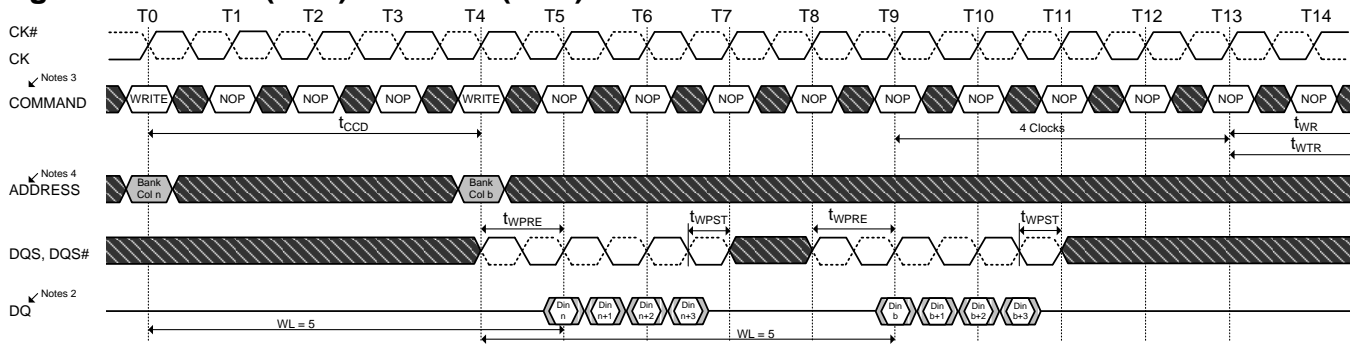 T0 T1 T2 T3 T4 T5 T6 T7 T8 T9 T10 T11 T12 T13 T14
CK#
CK
Notes 3
COMMAND WRITE NOP NOP NOP WRITE NOP NOP NOP NOP NOP NOP NOP NOP NOP NOP
tCCD 4 Clocks tWR
tWTR
Notes 4
ADDRESS Bank Col n Bank Col b
tWPRE tWPST tWPRE tWPST
DQS, DQS#
Notes 2
DQ Din n Din n+1 Din n+2 Din n+3 Din b Din b+1 Din b+2 Din b+3
WL = 5 WL = 5